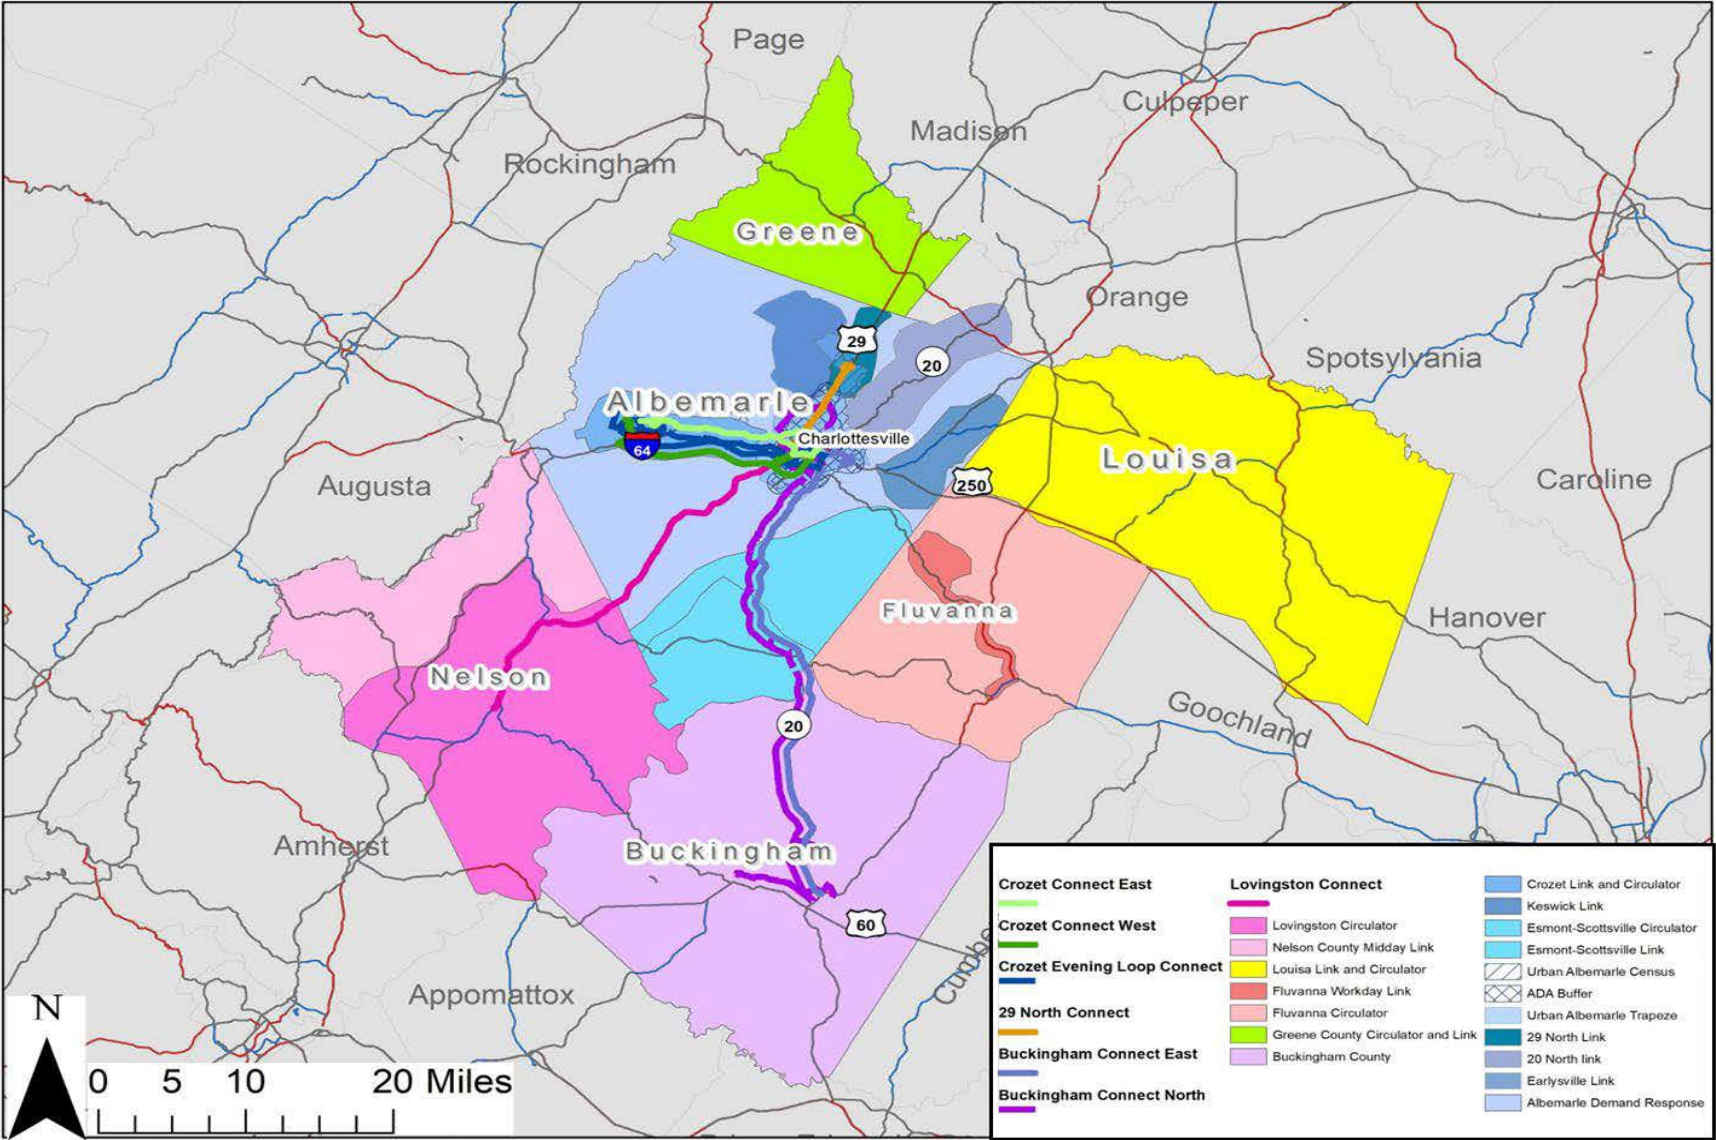 Page
Culpeper
Madison
Rockingham
Greene
Orange
29
20
Spotsylvania
Albemarle
Charlottesville
64
Louisa
250
Augusta
Caroline
Fluvanna
Hanover
Nelson
Goochland
20
Amherst
Buckingham
60
Appomattox
N
0 5 10 20 Miles
Crozet Connect East
Crozet Connect West
Crozet Evening Loop Connect
29 North Connect
Buckingham Connect East
Buckingham Connect North
Lovingston Connect
Lovingston Circulator
Nelson County Midday Link
Louisa Link and Circulator
Fluvanna Workday Link
Fluvanna Circulator
Greene County Circulator and Link
Buckingham County
Crozet Link and Circulator
Keswick Link
Esmont-Scottsville Circulator
Esmont-Scottsville Link
Urban Albemarle Census
ADA Buffer
Urban Albemarle Trapeze
29 North Link
20 North link
Earlysville Link
Albemarle Demand Response